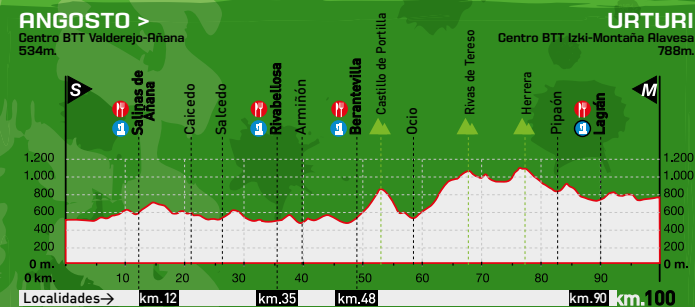 ANGOSTO >
Centro BTT Valderejo-Añana
534m.
URTURI
Centro BTT Izki-Montaña Alavesa
788m.
S
Salinas de Añana
Caicedo
Salcedo
Rivabellosa
Armiñón
Berantevilla
Castillo de Portilla
Ocio
Rivas de Tereso
Herrera
Pipaón
Lagrán
M
1,200 1,200
1,000 1,000
800 800
600 600
400 400
200 200
0 m. 0 m.
0 km. 10 20 30 40 50 60 70 80 90
Localidades→ km.12 km.35 km.48 km.90 km.100